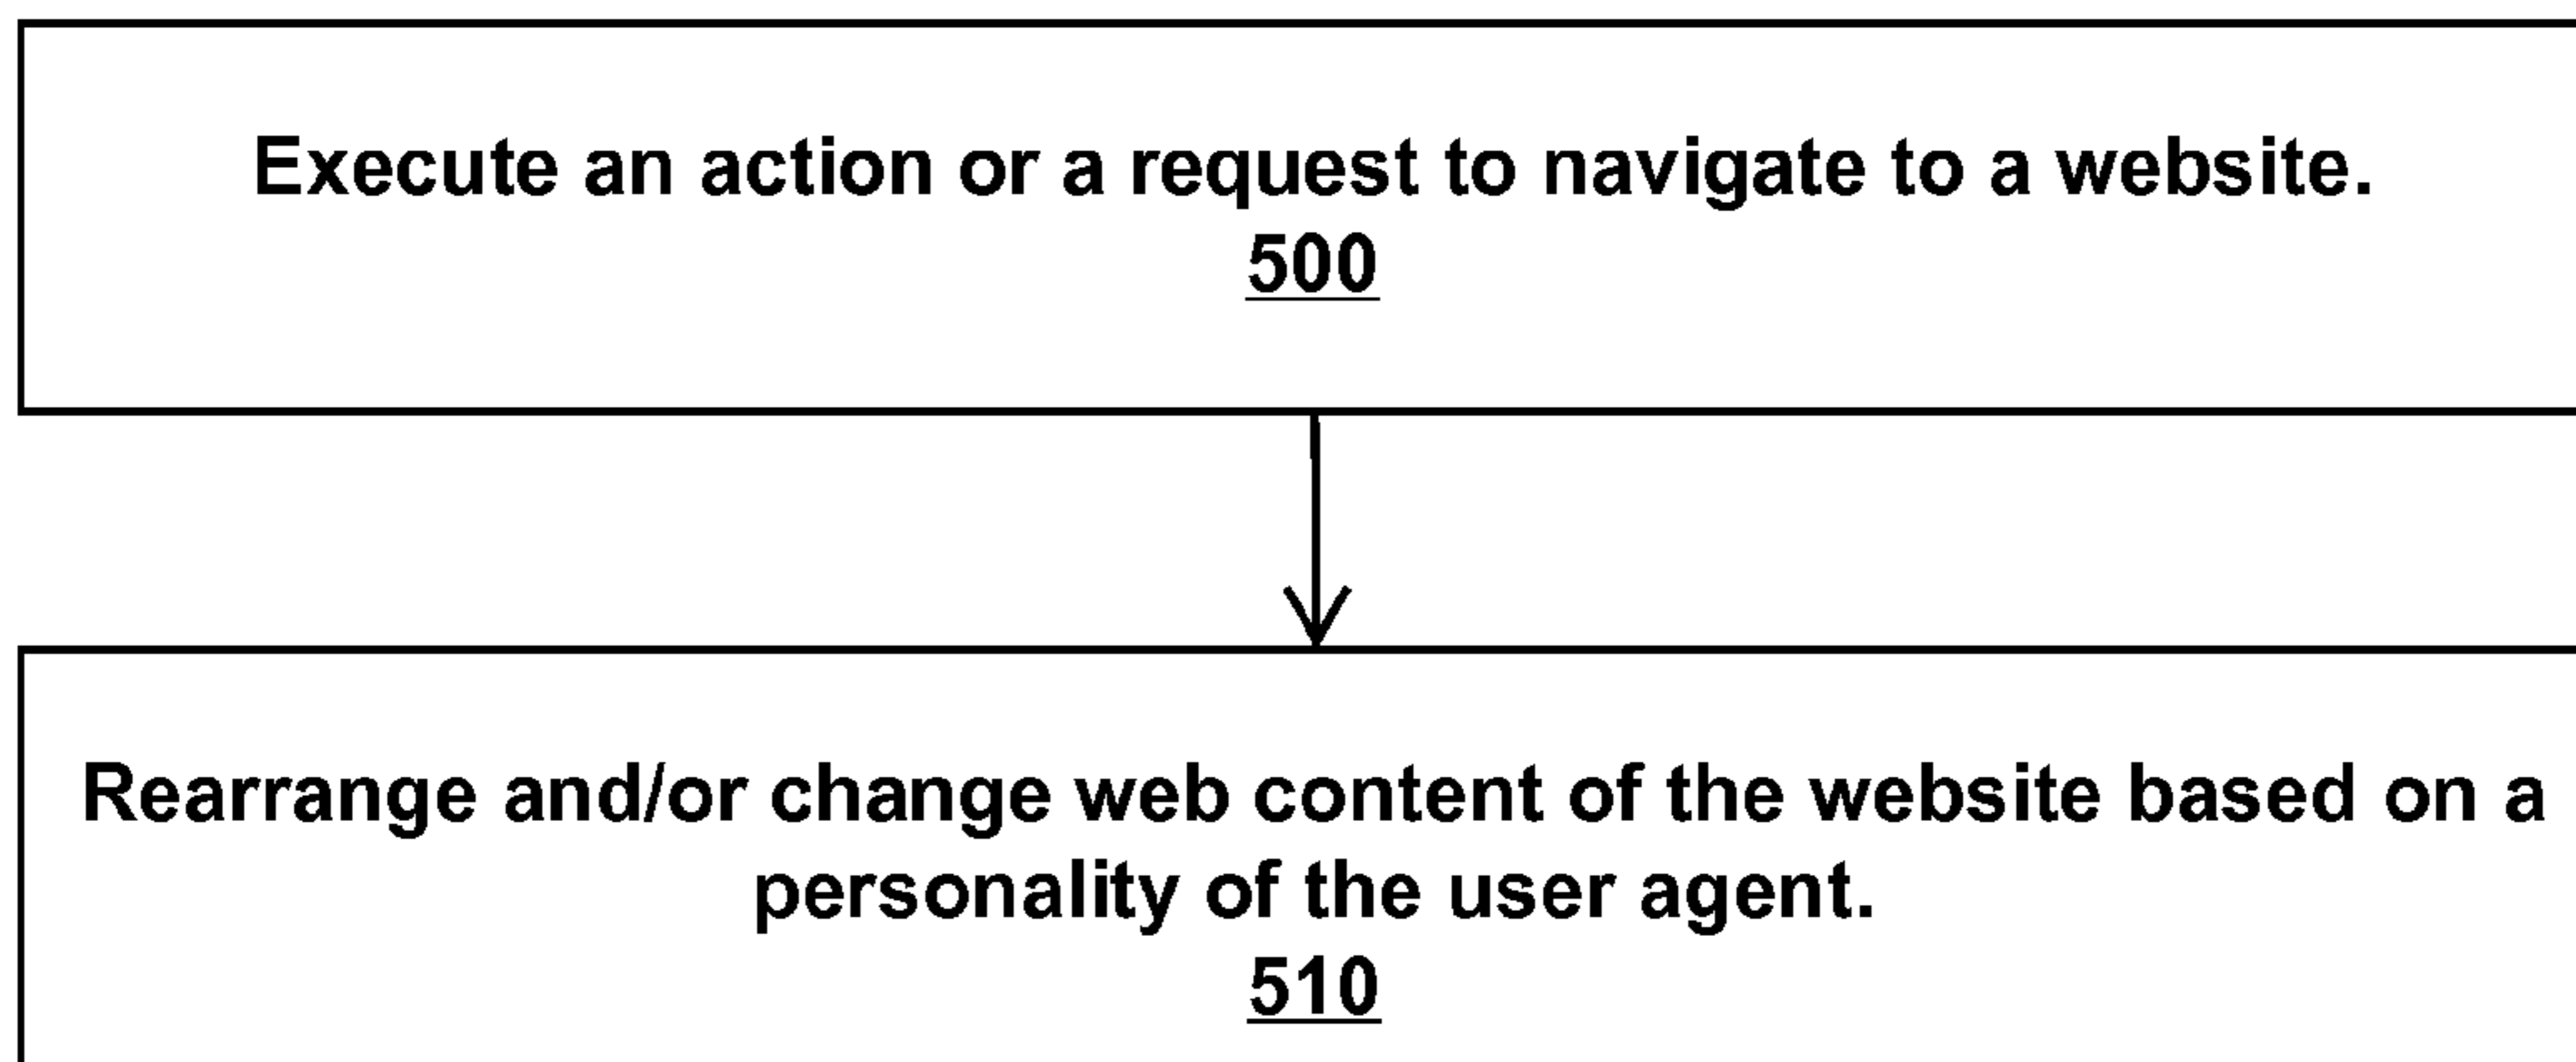 Execute an action or a request to navigate to a website.
500
Rearrange and/or change web content of the website based on a
personality of the user agent.
510